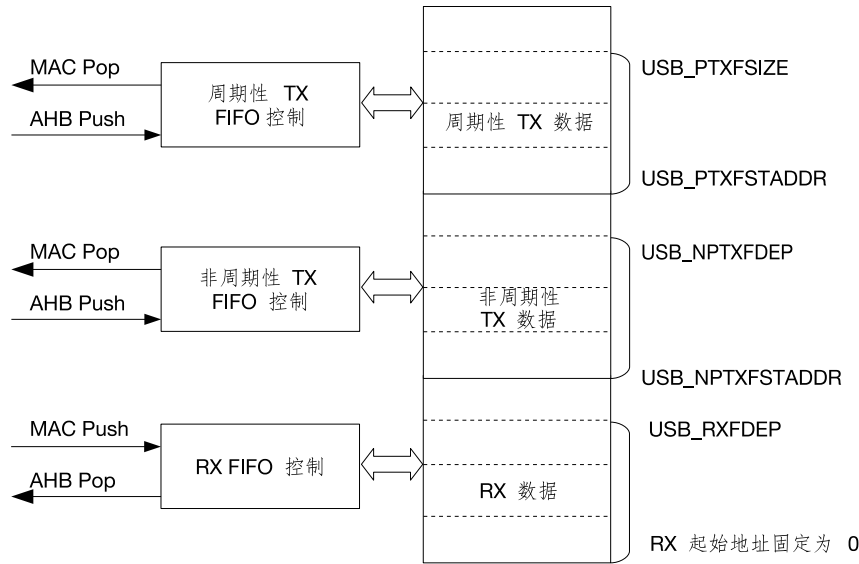 MAC Pop
AHB Push
周期性 TX
FIFO 控制
周期性 TX 数据
USB_PTXFSIZE
USB_PTXFSTADDR
MAC Pop
AHB Push
非周期性 TX
FIFO 控制
非周期性
TX 数据
USB_NPTXFDEP
USB_NPTXFSTADDR
MAC Push
AHB Pop
RX FIFO 控制
RX 数据
USB_RXFDEP
RX 起始地址固定为 0